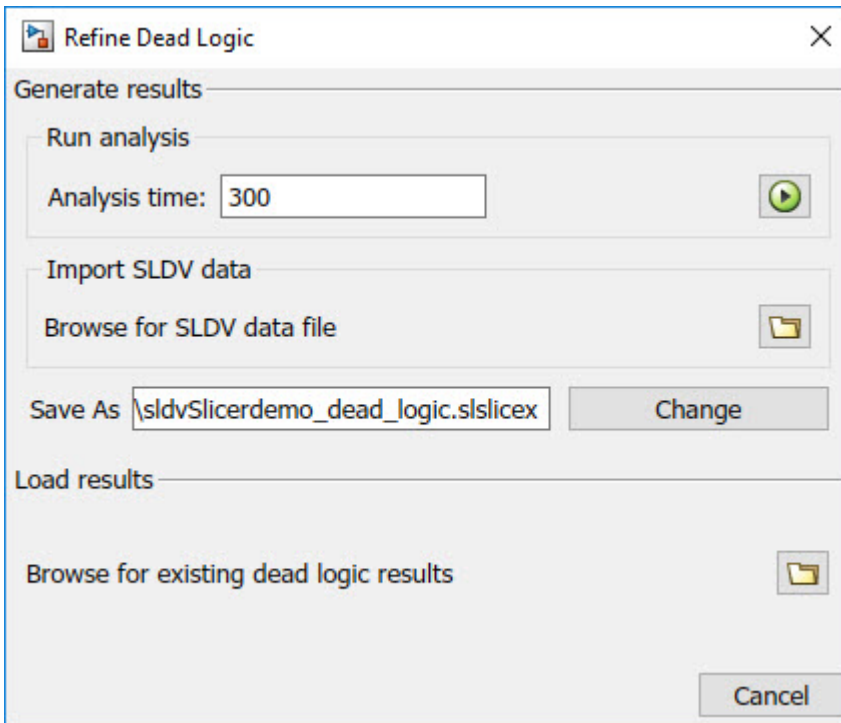 Refine Dead Logic
Generate results
Run analysis
Analysis time: 300
Import SLDV data
Browse for SLDV data file
Save As \sldvSlicerdemo_dead_logic.slslicex Change
Load results
Browse for existing dead logic results
Cancel